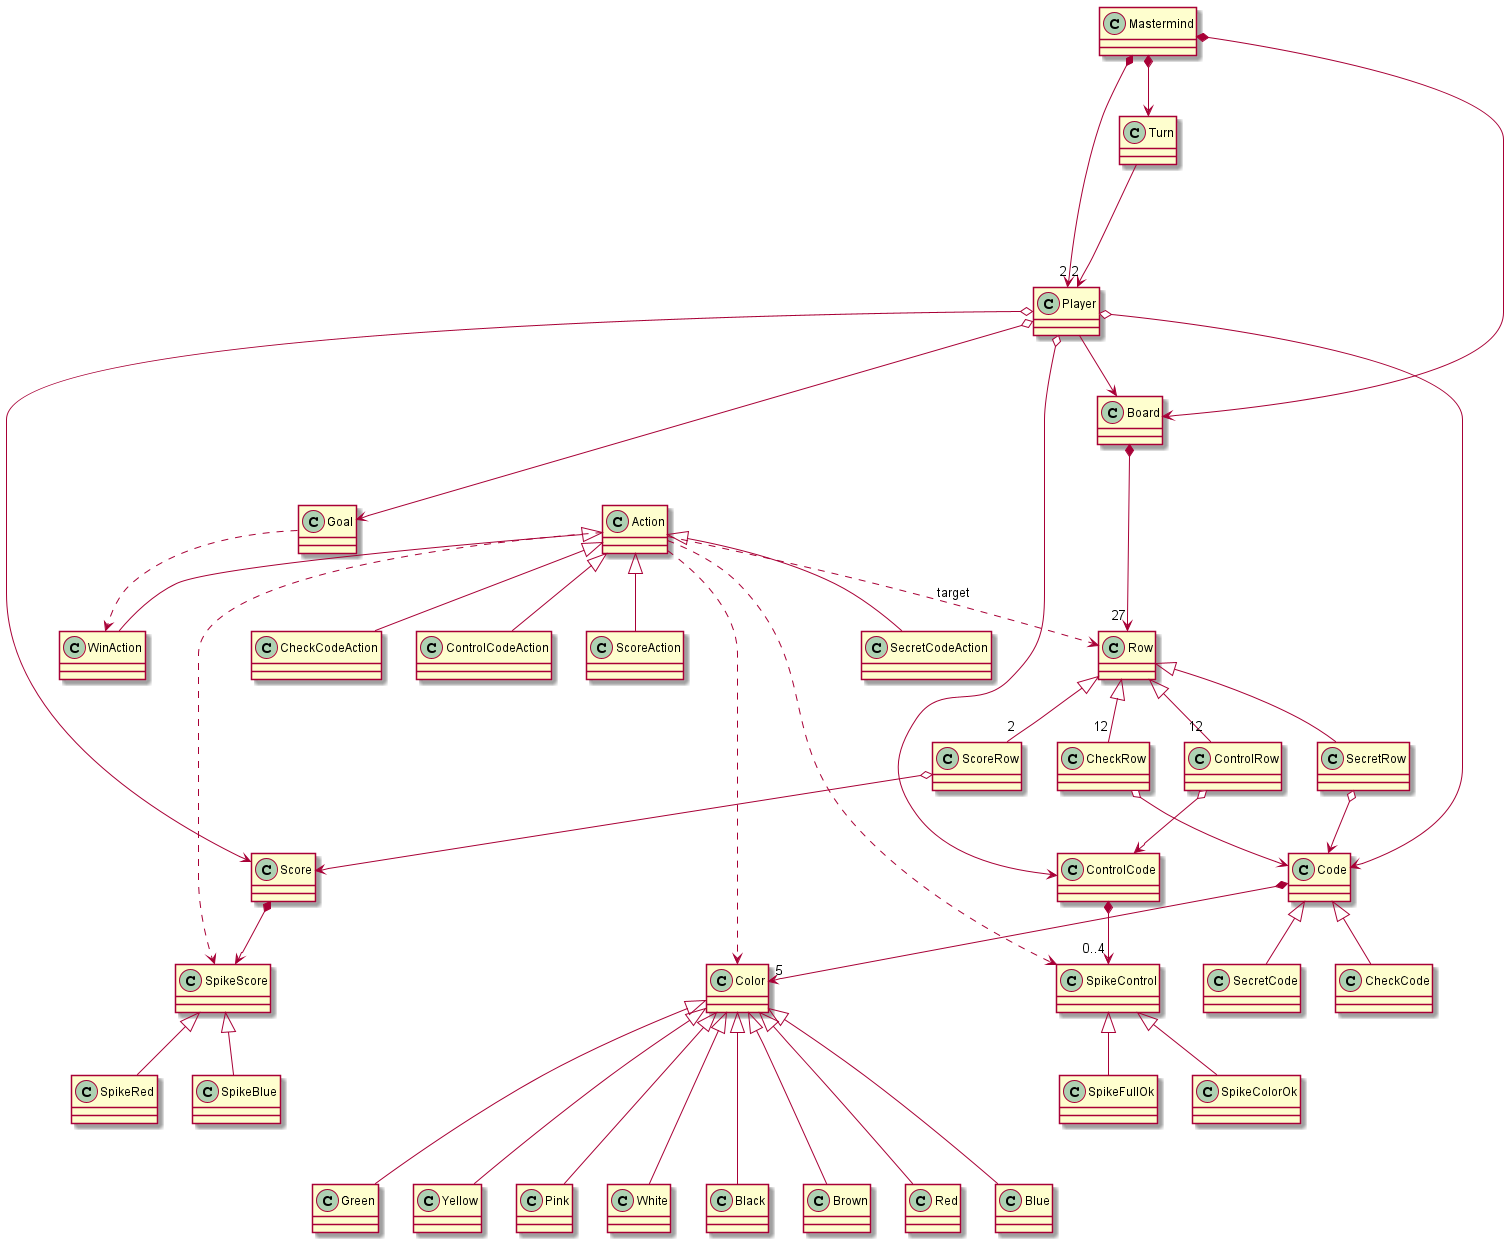 C Mastermind
C Turn
2 2
C Player
C Board
C Goal
C Action
target
27
C WinAction
C CheckCodeAction
C ControlCodeAction
C ScoreAction
C SecretCodeAction
C Row
2
12
12
C ScoreRow
C CheckRow
C ControlRow
C SecretRow
C Score
C ControlCode
C Code
0..4
5
C SpikeScore
C Color
C SpikeControl
C SecretCode
C CheckCode
C SpikeRed
C SpikeBlue
C SpikeFullOk
C SpikeColorOk
C Green
C Yellow
C Pink
C White
C Black
C Brown
C Red
C Blue